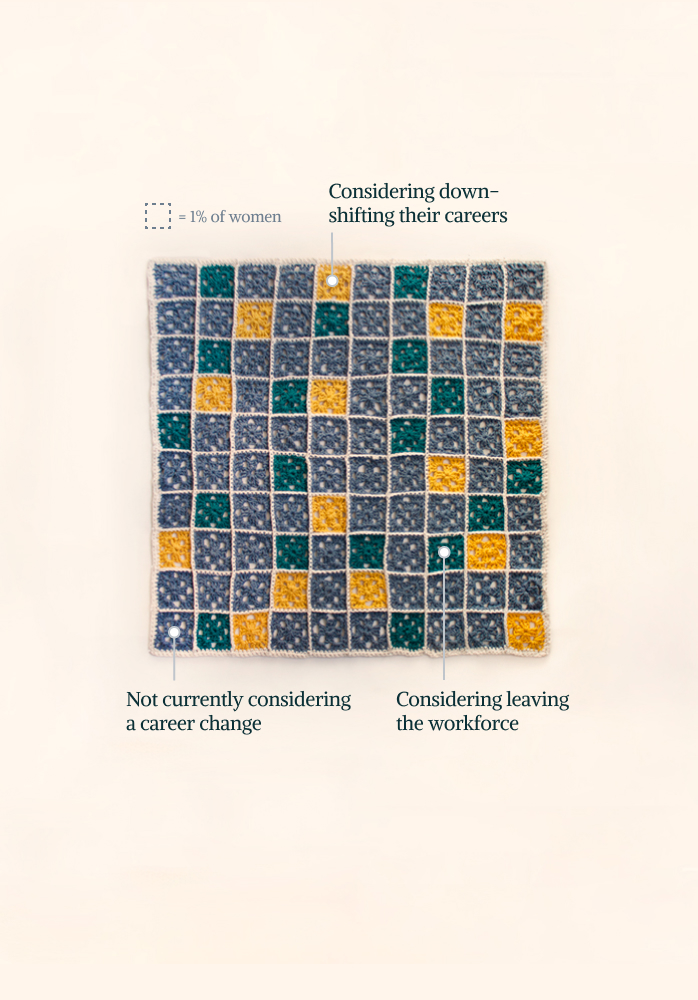 Considering down-
shifting their careers
= 1% of women
Not currently considering
a career change
Considering leaving
the workforce